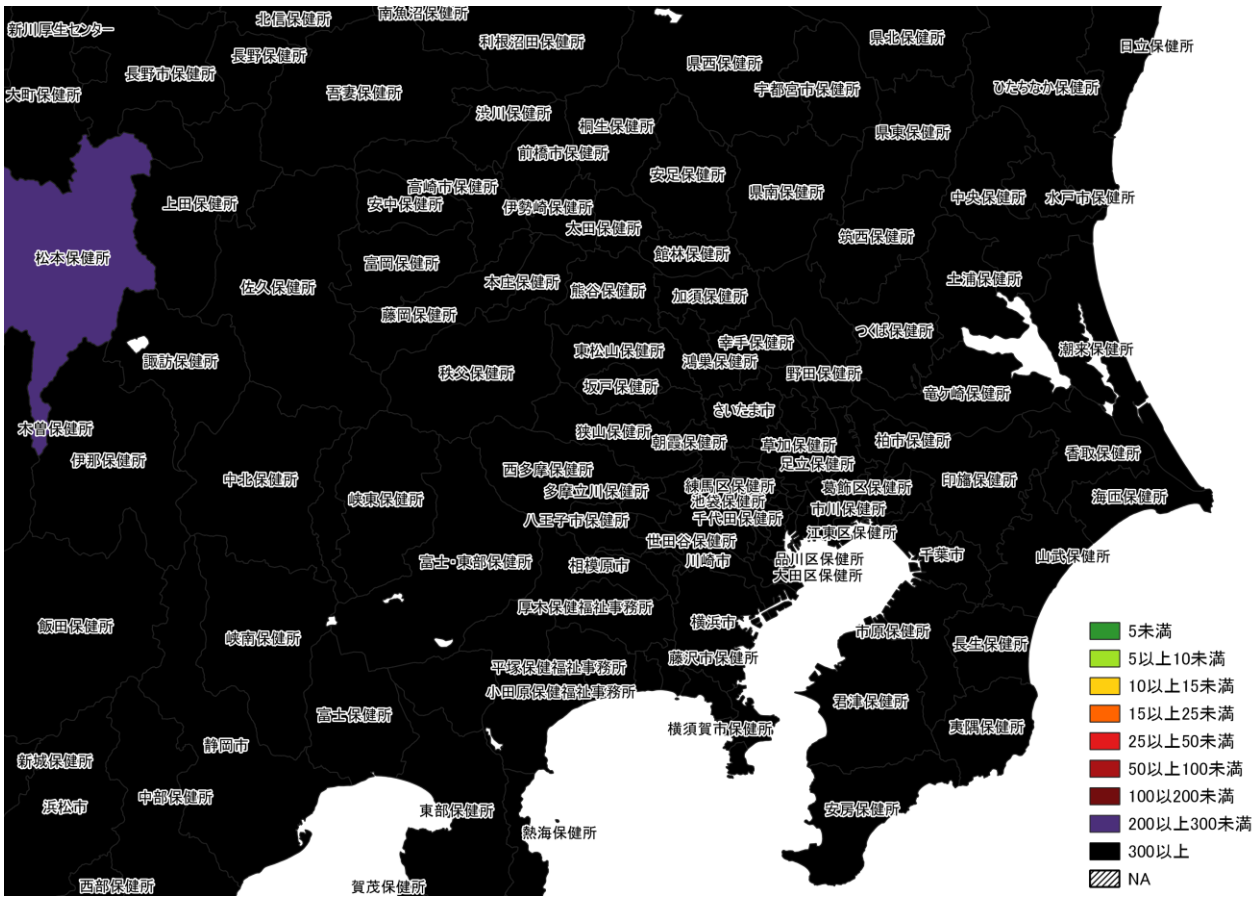 新川厚生センター
北信保健所
南魚沼保健所
利根沼田保健所
県北保健所
日立保健所
長野保健所
長野市保健所
県西保健所
大町保健所
吾妻保健所
宇都宮市保健所
ひたちなか保健所
渋川保健所
桐生保健所
県東保健所
前橋市保健所
安足保健所
高崎市保健所
県南保健所
中央保健所
水戸市保健所
上田保健所
安中保健所
伊勢崎保健所
太田保健所
筑西保健所
松本保健所
館林保健所
富岡保健所
佐久保健所
本庄保健所
熊谷保健所
加須保健所
土浦保健所
藤岡保健所
つくば保健所
幸手保健所
東松山保健所
鴻巣保健所
潮来保健所
諏訪保健所
秩父保健所
野田保健所
坂戸保健所
竜ケ崎保健所
さいたま市
木曽保健所
狭山保健所
朝霞保健所
草加保健所
柏市保健所
伊那保健所
足立保健所
香取保健所
中北保健所
西多摩保健所
印旛保健所
峡東保健所
多摩立川保健所
練馬区保健所
葛飾区保健所
海匝保健所
池袋保健所
市川保健所
八王子市保健所
千代田保健所
江東区保健所
世田谷保健所
千葉市
山武保健所
富士・東部保健所
相模原市
川崎市
品川区保健所
大田区保健所
厚木保健福祉事務所
飯田保健所
峡南保健所
横浜市
市原保健所
長生保健所
藤沢市保健所
平塚保健福祉事務所
小田原保健福祉事務所
君津保健所
富士保健所
横須賀市保健所
夷隅保健所
静岡市
新城保健所
中部保健所
浜松市
東部保健所
安房保健所
熱海保健所
西部保健所
賀茂保健所
5未満
5以上10未満
10以上15未満
15以上25未満
25以上50未満
50以上100未満
100以200未満
200以上300未満
300以上
NA